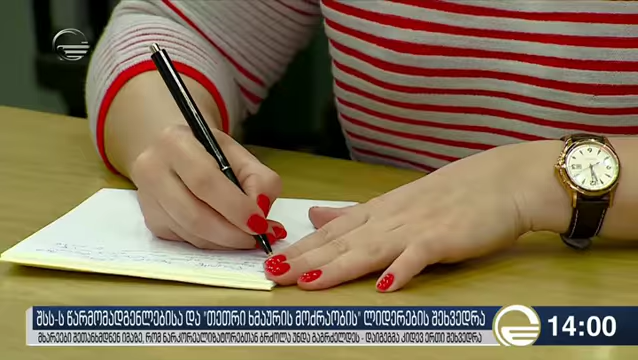 შსს-ს წარმომადგენლებისა და "თეთრი ხმაურის მოძრაობის" ლიდერების შეხვედრა
მხარეები შეთანხმდნენ იმაზე, რომ ნარკორეალიზატორებთან ბრძოლა უნდა გაგრძელდეს - დაიგეგმა კიდევ ერთი შეხვედრა
14:00